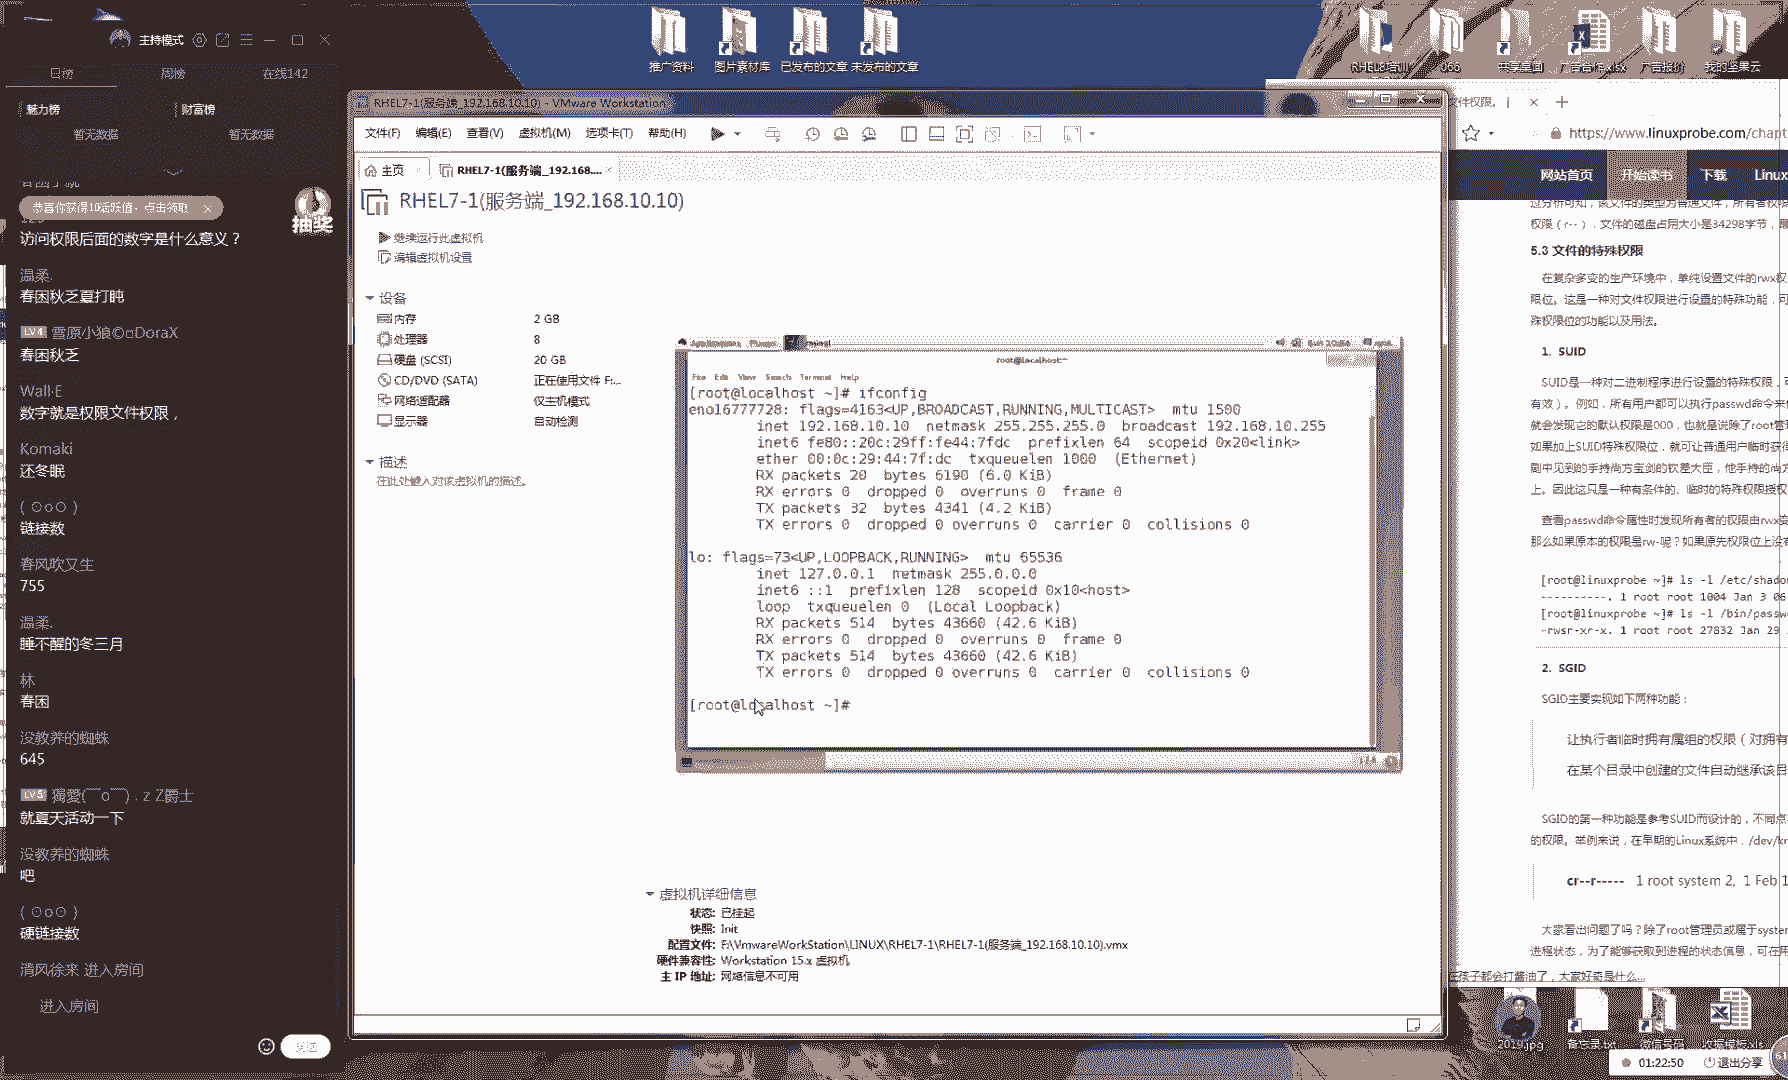 主持模式
日榜 周榜 在线142
魅力榜 财富榜
暂无数据 暂无数据
恭喜你获得10活跃值，点击领取
抽奖
访问权限后面的数字是什么意义？
温柔.
春困秋乏夏打盹
LV4 雪原小狼©□DoraX
春困秋乏
Wall·E
数字就是权限文件权限，
Komaki
还冬眠
( ⊙o⊙ )
链接数
春风吹又生
755
温柔.
睡不醒的冬三月
林
春困
没教养的蜘蛛
645
就夏天活动一下
没教养的蜘蛛
吧
( ⊙o⊙ )
硬链接数
清风徐来 进入房间
进入房间
推广资料
图片素材库
已发布的文章
未发布的文章
066
共享桌面
广告合作.xlsx
广告报价
我的坚果云
RHEL7-1(服务端_192.168.10.10) - VMware Workstation
文件(F) 编辑(E) 查看(V) 虚拟机(M) 选项卡(T) 帮助(H)
主页 RHEL7-1(服务端_192.168....
RHEL7-1(服务端_192.168.10.10)
继续运行此虚拟机
编辑虚拟机设置
设备
内存 2 GB
处理器 8
硬盘 (SCSI) 20 GB
CD/DVD (SATA) 正在使用文件 F:...
网络适配器 仅主机模式
显示器 自动检测
描述
在此处键入对该虚拟机的描述。
root@localhost:~
File Edit View Search Terminal Help
[root@localhost ~]# ifconfig
eno16777728: flags=4163<UP,BROADCAST,RUNNING,MULTICAST> mtu 1500
inet 192.168.10.10 netmask 255.255.255.0 broadcast 192.168.10.255
inet6 fe80::20c:29ff:fe44:7fdc prefixlen 64 scopeid 0x20<link>
ether 00:0c:29:44:7f:dc txqueuelen 1000 (Ethernet)
RX packets 20 bytes 6190 (6.0 KiB)
RX errors 0 dropped 0 overruns 0 frame 0
TX packets 32 bytes 4341 (4.2 KiB)
TX errors 0 dropped 0 overruns 0 carrier 0 collisions 0
lo: flags=73<UP,LOOPBACK,RUNNING> mtu 65536
inet 127.0.0.1 netmask 255.0.0.0
inet6 ::1 prefixlen 128 scopeid 0x10<host>
loop txqueuelen 0 (Local Loopback)
RX packets 514 bytes 43660 (42.6 KiB)
RX errors 0 dropped 0 overruns 0 frame 0
TX packets 514 bytes 43660 (42.6 KiB)
TX errors 0 dropped 0 overruns 0 carrier 0 collisions 0
[root@localhost ~]#
虚拟机详细信息
状态: 已挂起
快照: Init
配置文件: F:\VmwareWorkStation\LINUX\RHEL7-1\RHEL7-1(服务端_192.168.10.10).vmx
硬件兼容性: Workstation 15.x 虚拟机
主 IP 地址: 网络信息不可用
文件权限。
https://www.linuxprobe.com/chapt
网站首页 开始读书 下载 Linux
过分析可知，该文件的类型为普通文件，所有者权限
权限（r--），文件的磁盘占用大小是34298字节，最
5.3 文件的特殊权限
在复杂多变的生产环境中，单纯设置文件的rwx权
限位。这是一种对文件权限进行设置的特殊功能，可
殊权限位的功能以及用法。
1. SUID
SUID是一种对二进制程序进行设置的特殊权限，可
有效）。例如，所有用户都可以执行passwd命令来修
就会发现它的默认权限是000，也就是说除了root管理
如果加上SUID特殊权限位，就可让普通用户临时获得
剧中见到的手持尚方宝剑的钦差大臣，他手持的尚方
上。因此这只是一种有条件的、临时的特殊权限授权
查看passwd命令属性时发现所有者的权限由rwx变
那么如果原本的权限是rw-呢？如果原先权限位上没有
[root@linuxprobe ~]# ls -l /etc/shado
----------. 1 root root 1004 Jan 3 06
[root@linuxprobe ~]# ls -l /bin/passw
-rwsr-xr-x. 1 root root 27832 Jan 29
2. SGID
SGID主要实现如下两种功能：
让执行者临时拥有属组的权限（对拥有
在某个目录中创建的文件自动继承该目
SGID的第一种功能是参考SUID而设计的，不同点
的权限。举例来说，在早期的Linux系统中，/dev/km
cr--r----- 1 root system 2, 1 Feb 1
大家看出问题了吗？除了root管理员或属于system
进程状态，为了能够获取到进程的状态信息，可在用
在孩子都会打酱油了，大家好奇是什么...
2019.jpg
备忘录.txt
微信号码
收据模板.xls
01:22:50 退出分享
61